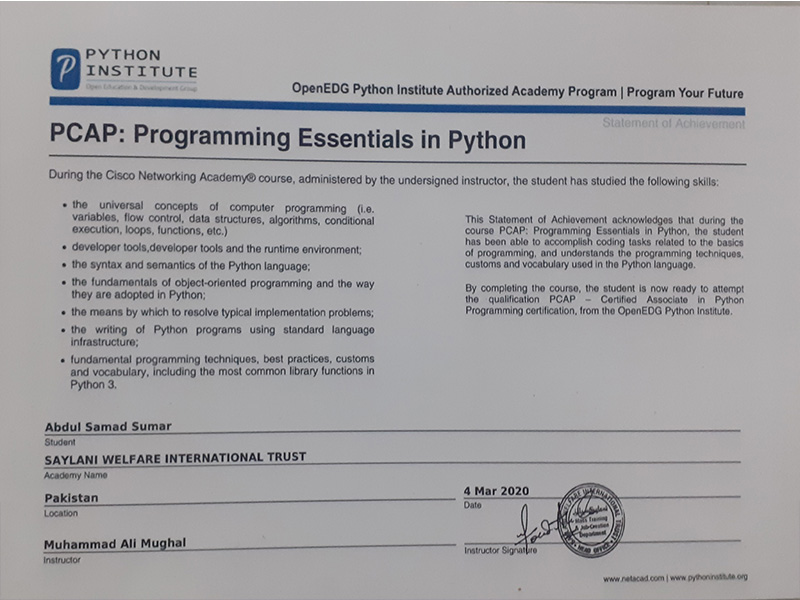 PYTHON
INSTITUTE
Open Education & Development Group
OpenEDG Python Institute Authorized Academy Program | Program Your Future
Statement of Achievement
PCAP: Programming Essentials in Python
During the Cisco Networking Academy® course, administered by the undersigned instructor, the student has studied the following skills:
• the universal concepts of computer programming (i.e.
variables, flow control, data structures, algorithms, conditional
execution, loops, functions, etc.)
• developer tools,developer tools and the runtime environment;
• the syntax and semantics of the Python language;
• the fundamentals of object-oriented programming and the way
they are adopted in Python;
• the means by which to resolve typical implementation problems;
• the writing of Python programs using standard language
infrastructure;
• fundamental programming techniques, best practices, customs
and vocabulary, including the most common library functions in
Python 3.
This Statement of Achievement acknowledges that during the
course PCAP: Programming Essentials in Python, the student
has been able to accomplish coding tasks related to the basics
of programming, and understands the programming techniques,
customs and vocabulary used in the Python language.
By completing the course, the student is now ready to attempt
the qualification PCAP – Certified Associate in Python
Programming certification, from the OpenEDG Python Institute.
Abdul Samad Sumar
Student
SAYLANI WELFARE INTERNATIONAL TRUST
Academy Name
Pakistan
Location
4 Mar 2020
Date
WELFARE INTERNATIONAL
Mass Training
& Job Creation
Department
HEAD OFFICE
Muhammad Ali Mughal
Instructor
Instructor Signature
www.netacad.com | www.pythoninstitute.org